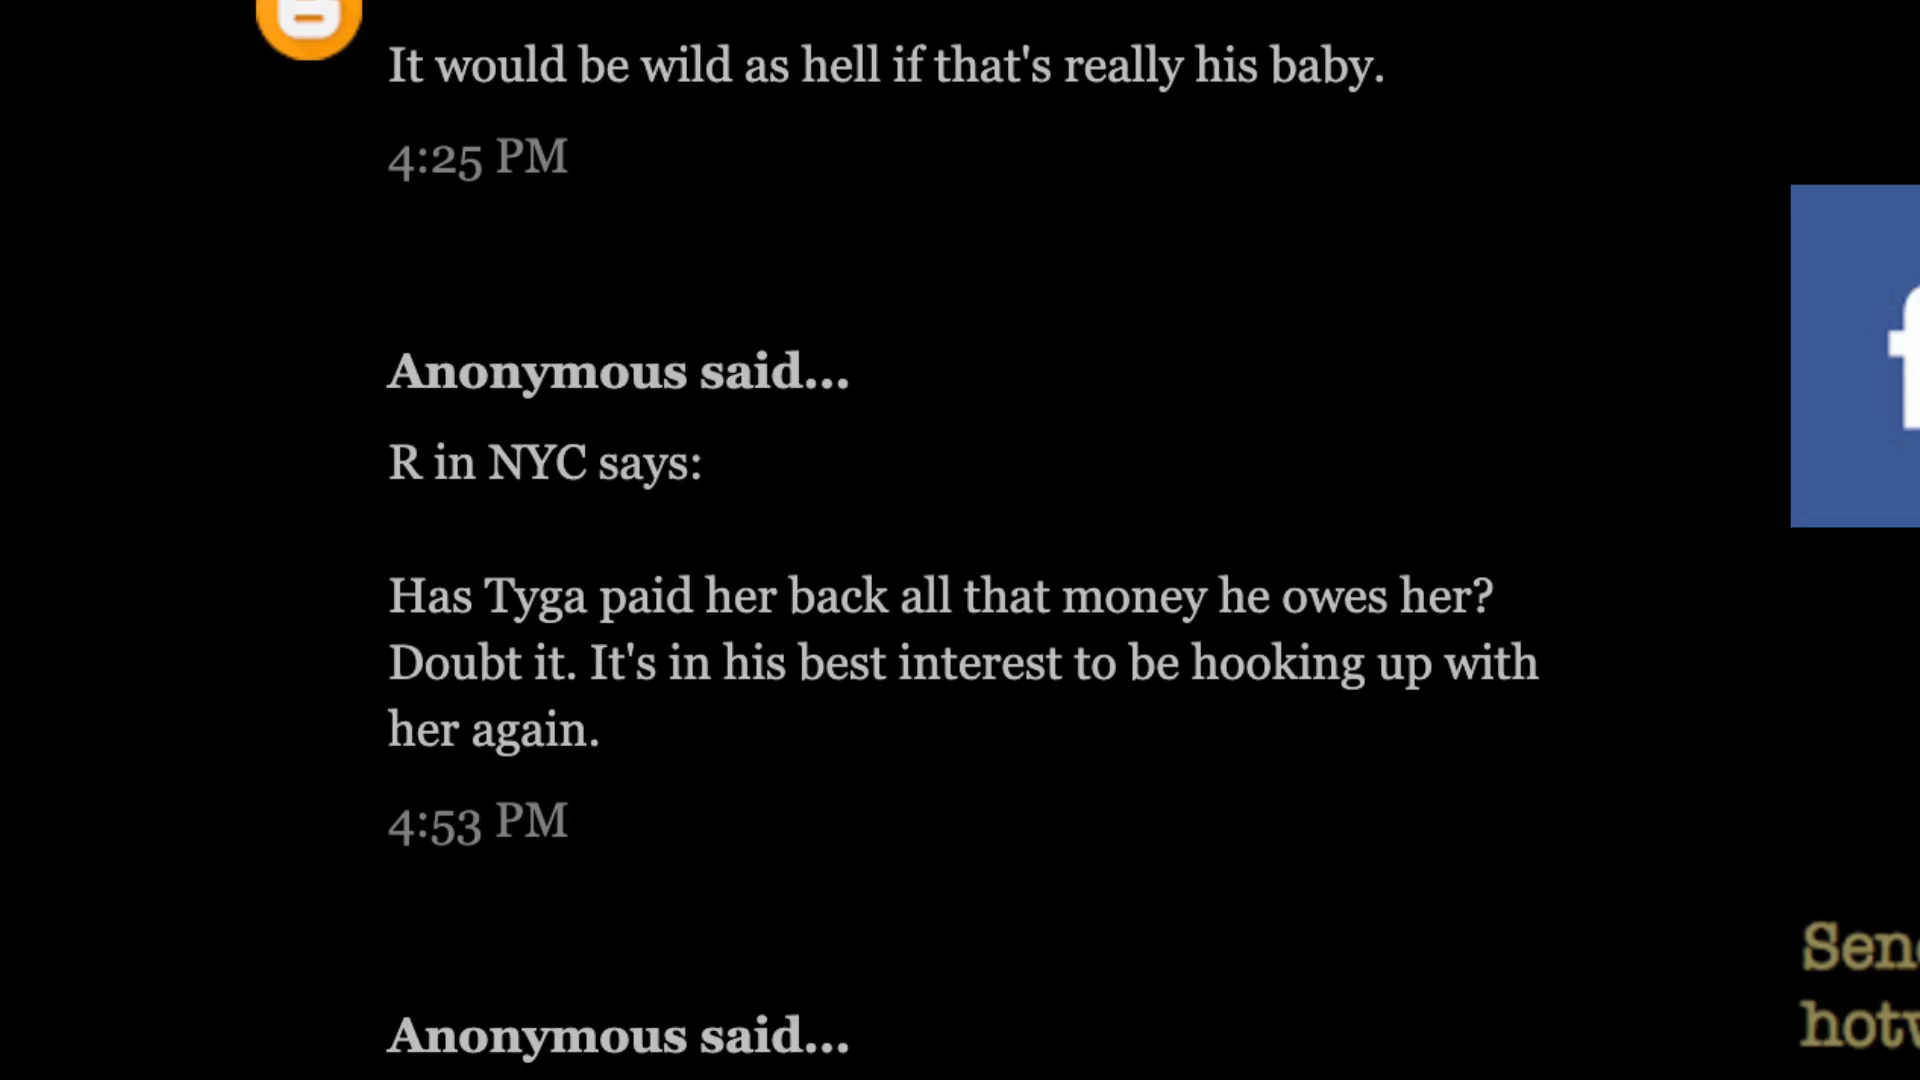 It would be wild as hell if that's really his baby.
4:25 PM
Anonymous said...
R in NYC says:
Has Tyga paid her back all that money he owes her?
Doubt it. It's in his best interest to be hooking up with
her again.
4:53 PM
Anonymous said...